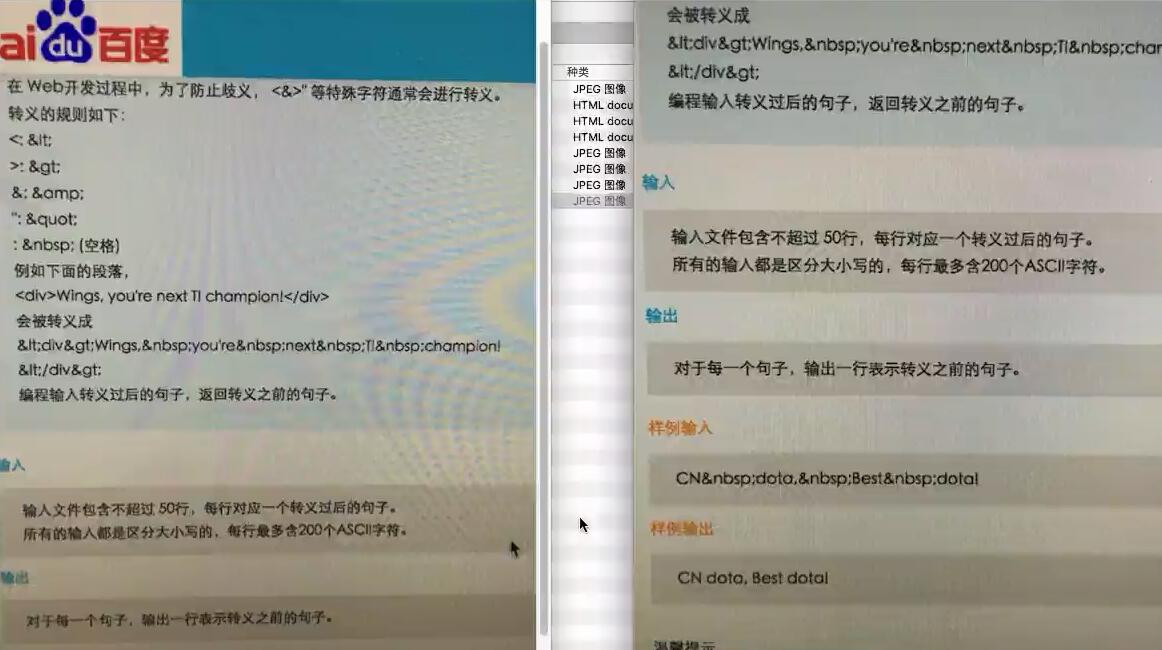 ai du 百度
在 Web开发过程中，为了防止歧义，<&>" 等特殊字符通常会进行转义。
转义的规则如下：
<: &lt;
>: &gt;
&: &amp;
": &quot;
: &nbsp; (空格)
例如下面的段落，
<div>Wings, you're next TI champion!</div>
会被转义成
&lt;div&gt;Wings,&nbsp;you're&nbsp;next&nbsp;TI&nbsp;champion!
&lt;/div&gt;
编程输入转义过后的句子，返回转义之前的句子。
输入
输入文件包含不超过 50行，每行对应一个转义过后的句子。
所有的输入都是区分大小写的，每行最多含200个ASCII字符。
输出
对于每一个句子，输出一行表示转义之前的句子。
种类
JPEG 图像
HTML docu
HTML docu
HTML docu
JPEG 图像
JPEG 图像
JPEG 图像
JPEG 图像
会被转义成
&lt;div&gt;Wings,&nbsp;you're&nbsp;next&nbsp;TI&nbsp;char
&lt;/div&gt;
编程输入转义过后的句子，返回转义之前的句子。
输入
输入文件包含不超过 50行，每行对应一个转义过后的句子。
所有的输人都是区分大小写的，每行最多含200个ASCII字符。
输出
对于每一个句子，输出一行表示转义之前的句子。
样例输入
CN&nbsp;dota,&nbsp;Best&nbsp;dota!
样例输出
CN dota, Best dota!
温馨提示